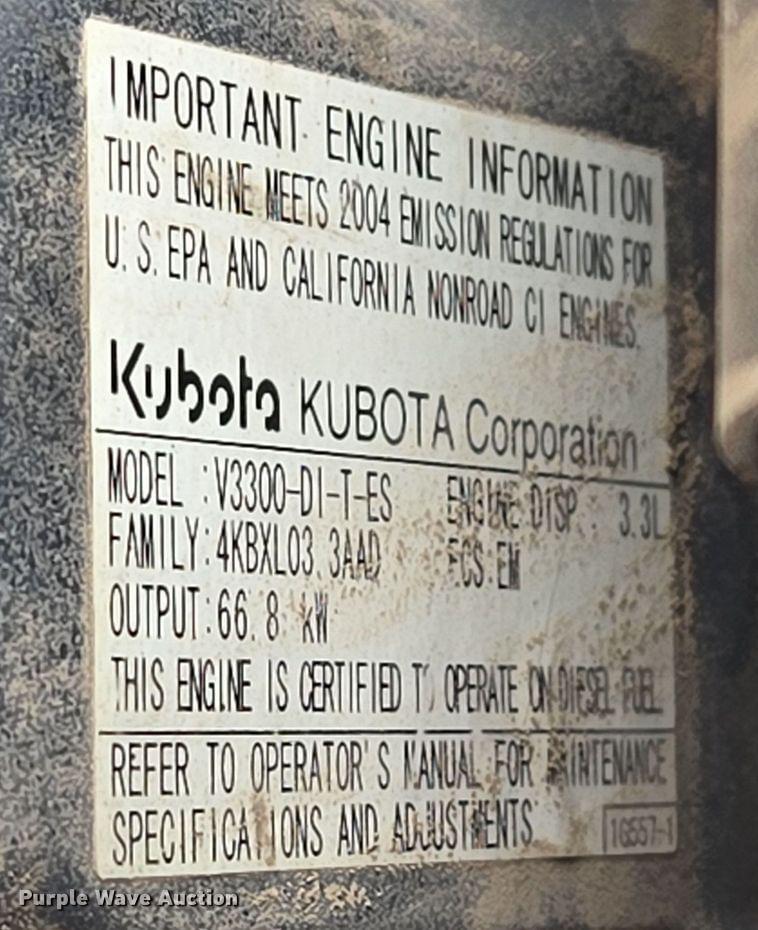 IMPORTANT ENGINE INFORMATION
THIS ENGINE MEETS 2004 EMISSION REGULATIONS FOR
U.S.EPA AND CALIFORNIA NONROAD CI ENGINES.
Kubota KUBOTA Corporation
MODEL :V3300-DI-T-ES ENGINE DISP : 3.3L
FAMILY:4KBXL03.3AAD ECS:EM
OUTPUT:66.8 kW
THIS ENGINE IS CERTIFIED TO OPERATE ON DIESEL FUEL
REFER TO OPERATOR'S MANUAL FOR MAINTENANCE
SPECIFICATIONS AND ADJUSTMENTS
1G557-1
Purple Wave Auction